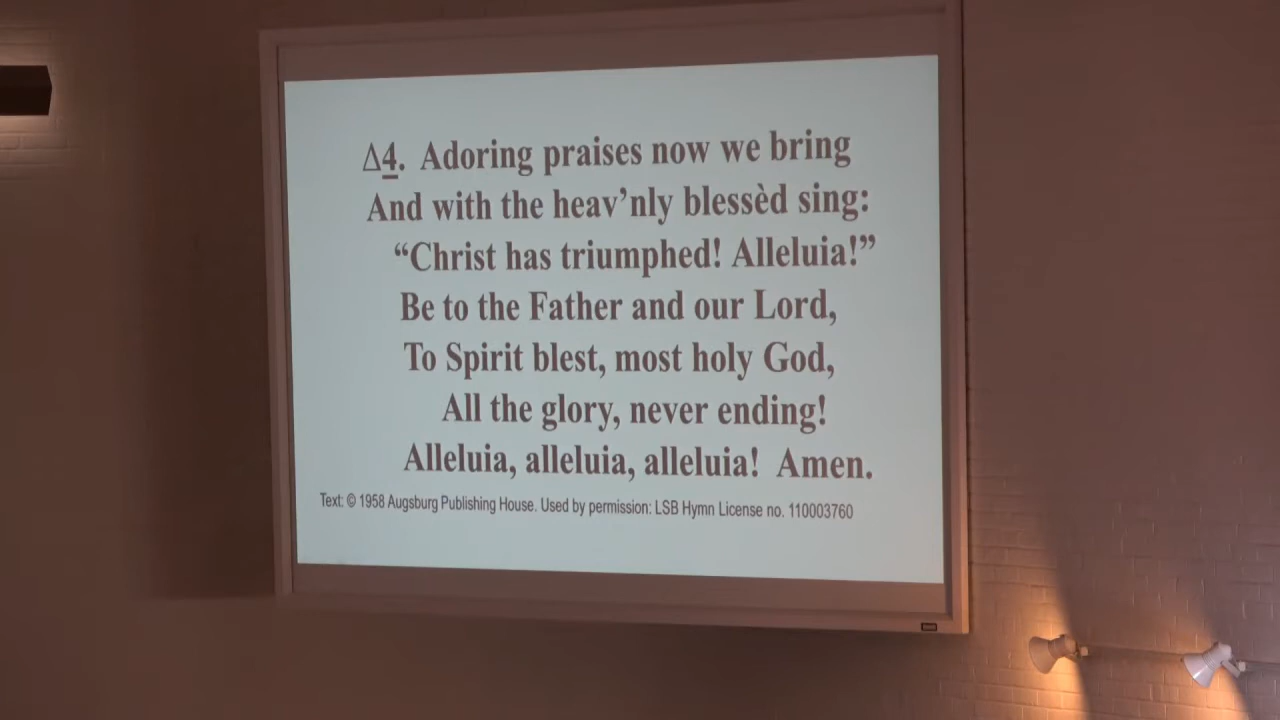 Δ4. Adoring praises now we bring
And with the heav’nly blessèd sing:
“Christ has triumphed! Alleluia!”
Be to the Father and our Lord,
To Spirit blest, most holy God,
All the glory, never ending!
Alleluia, alleluia, alleluia! Amen.
Text: © 1958 Augsburg Publishing House. Used by permission: LSB Hymn License no. 110003760